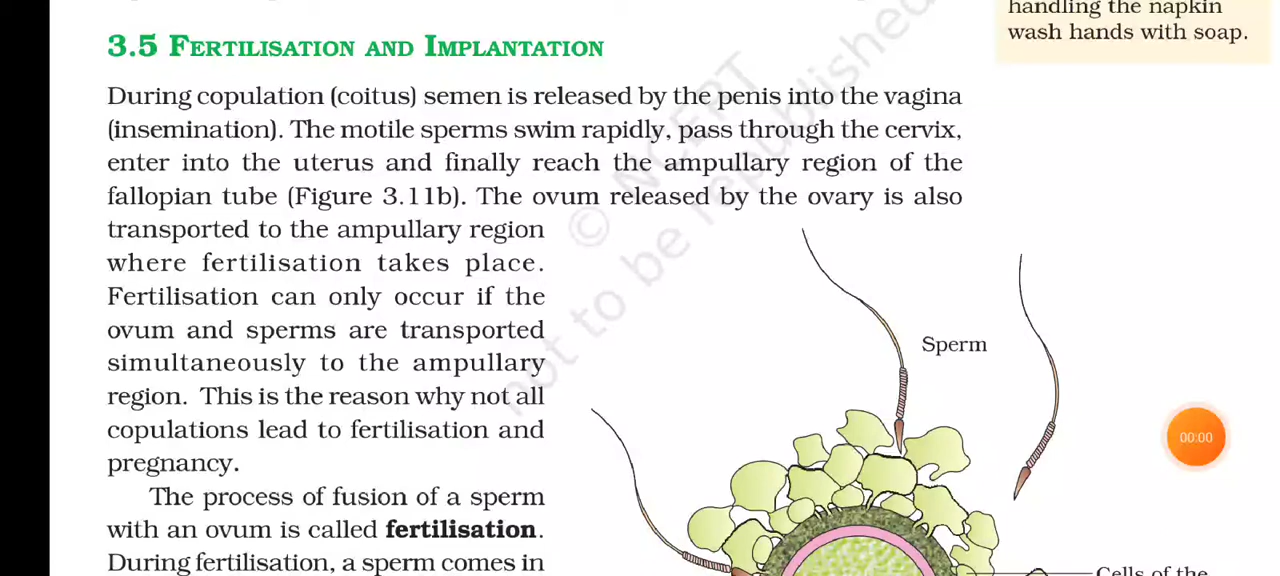 handling the napkin
wash hands with soap.
3.5 FERTILISATION AND IMPLANTATION
During copulation (coitus) semen is released by the penis into the vagina
(insemination). The motile sperms swim rapidly, pass through the cervix,
enter into the uterus and finally reach the ampullary region of the
fallopian tube (Figure 3.11b). The ovum released by the ovary is also
transported to the ampullary region
where fertilisation takes place.
Fertilisation can only occur if the
ovum and sperms are transported
simultaneously to the ampullary
region. This is the reason why not all
copulations lead to fertilisation and
pregnancy.
The process of fusion of a sperm
with an ovum is called fertilisation.
During fertilisation, a sperm comes in
Sperm
Cells of the
00:00
© NCERT
not to be republished